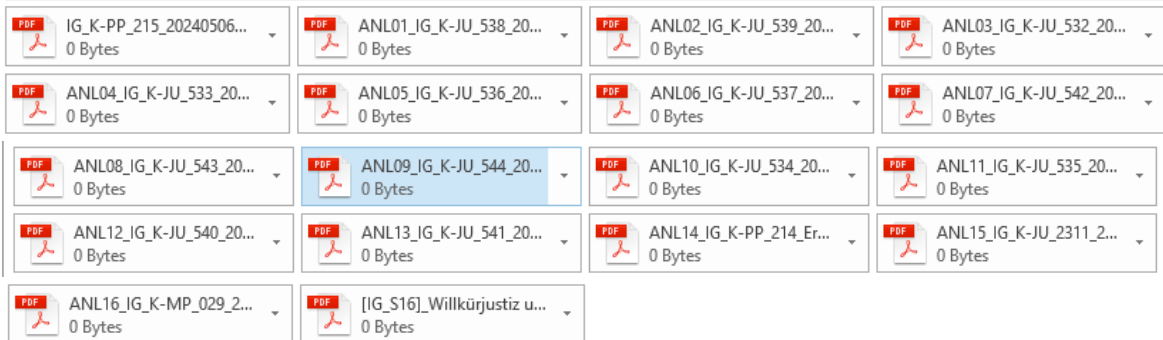 PDF IG_K-PP_215_20240506...
0 Bytes
PDF ANL01_IG_K-JU_538_20...
0 Bytes
PDF ANL02_IG_K-JU_539_20...
0 Bytes
PDF ANL03_IG_K-JU_532_20...
0 Bytes
PDF ANL04_IG_K-JU_533_20...
0 Bytes
PDF ANL05_IG_K-JU_536_20...
0 Bytes
PDF ANL06_IG_K-JU_537_20...
0 Bytes
PDF ANL07_IG_K-JU_542_20...
0 Bytes
PDF ANL08_IG_K-JU_543_20...
0 Bytes
PDF ANL09_IG_K-JU_544_20...
0 Bytes
PDF ANL10_IG_K-JU_534_20...
0 Bytes
PDF ANL11_IG_K-JU_535_20...
0 Bytes
PDF ANL12_IG_K-JU_540_20...
0 Bytes
PDF ANL13_IG_K-JU_541_20...
0 Bytes
PDF ANL14_IG_K-PP_214_Er...
0 Bytes
PDF ANL15_IG_K-JU_2311_2...
0 Bytes
PDF ANL16_IG_K-MP_029_2...
0 Bytes
PDF [IG_S16]_Willkürjustiz u...
0 Bytes